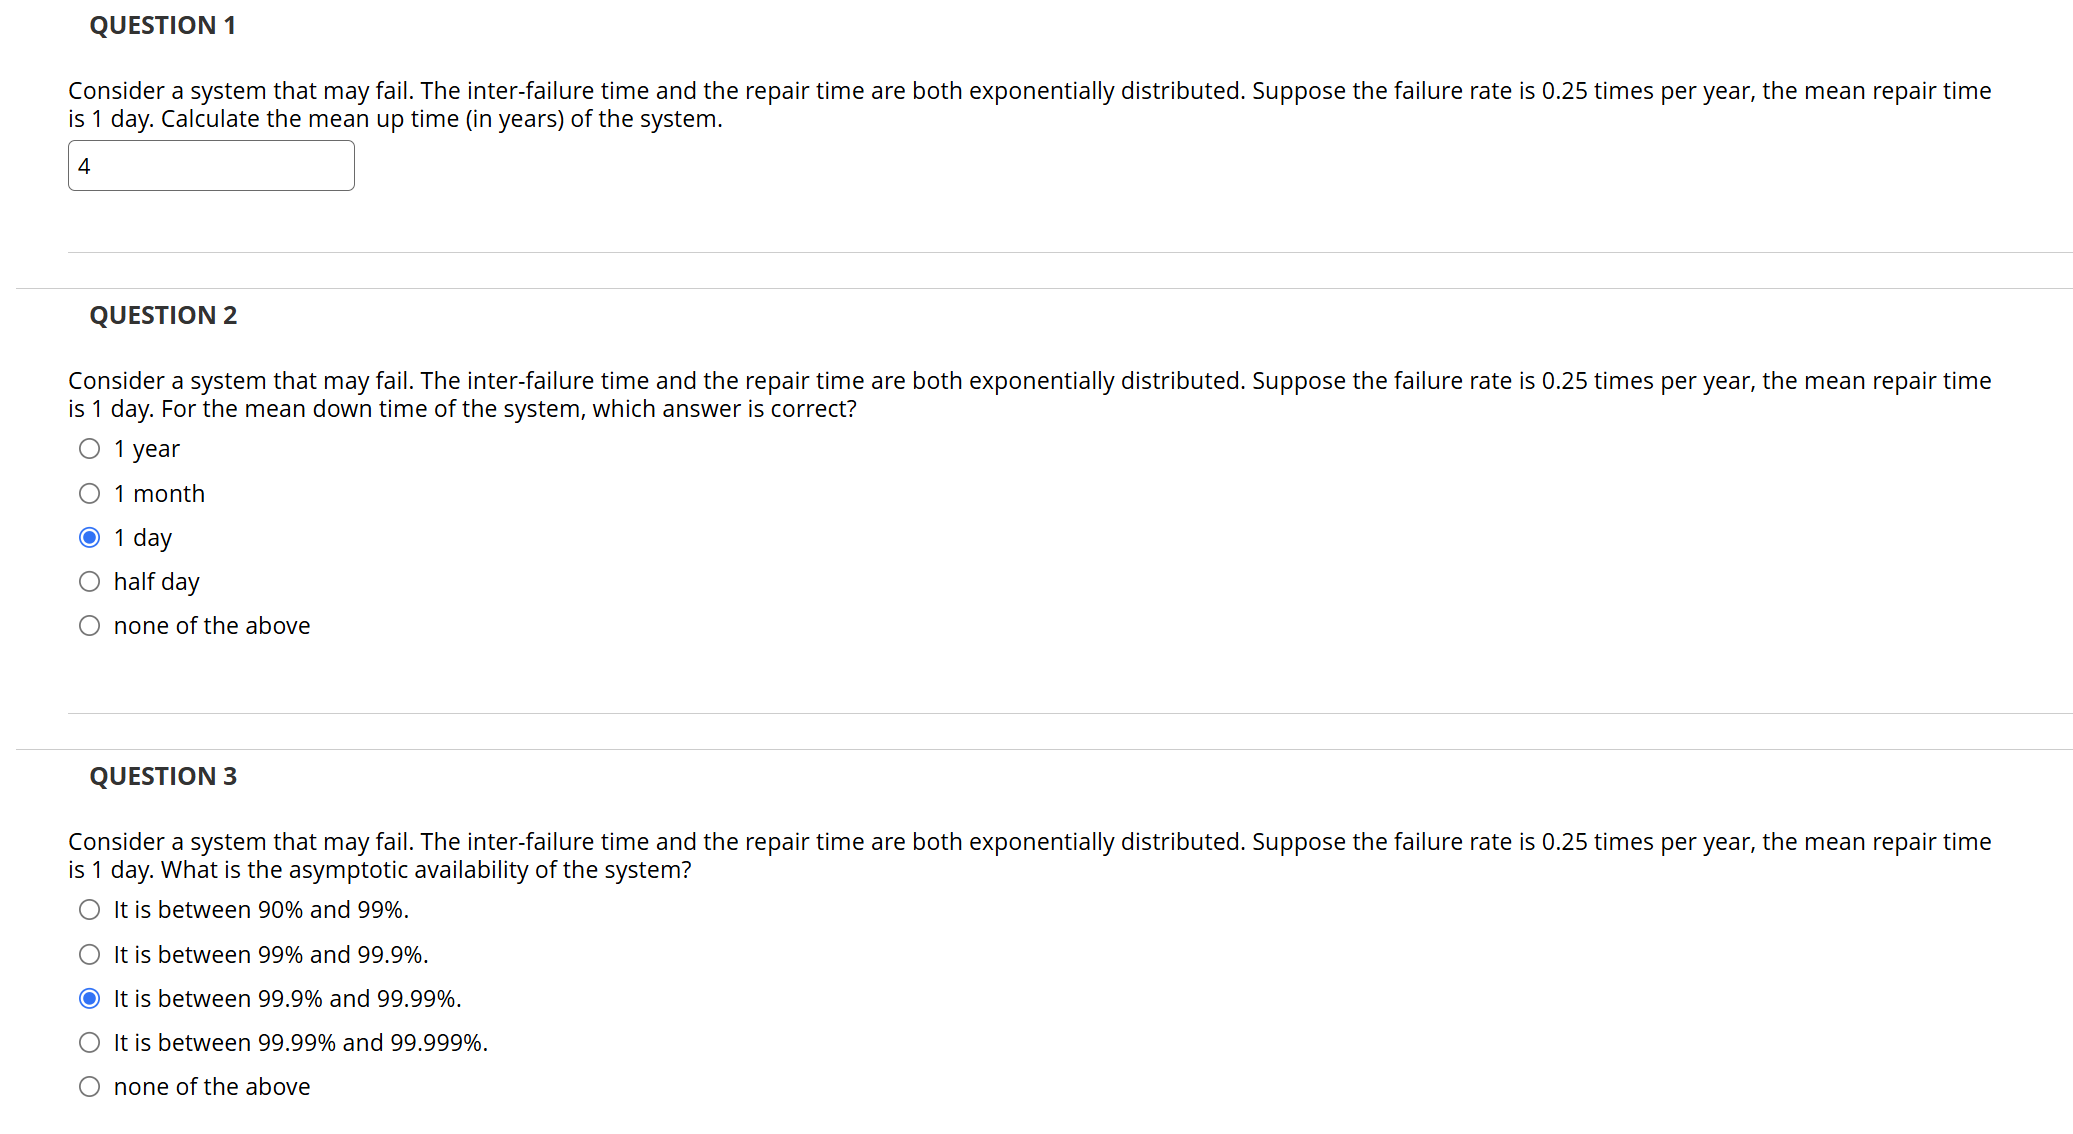 QUESTION 1
Consider a system that may fail. The inter-failure time and the repair time are both exponentially distributed. Suppose the failure rate is 0.25 times per year, the mean repair time
is 1 day. Calculate the mean up time (in years) of the system.
4
QUESTION 2
Consider a system that may fail. The inter-failure time and the repair time are both exponentially distributed. Suppose the failure rate is 0.25 times per year, the mean repair time
is 1 day. For the mean down time of the system, which answer is correct?
1 year
1 month
1 day
half day
none of the above
QUESTION 3
Consider a system that may fail. The inter-failure time and the repair time are both exponentially distributed. Suppose the failure rate is 0.25 times per year, the mean repair time
is 1 day. What is the asymptotic availability of the system?
It is between 90% and 99%.
It is between 99% and 99.9%.
It is between 99.9% and 99.99%.
It is between 99.99% and 99.999%.
none of the above